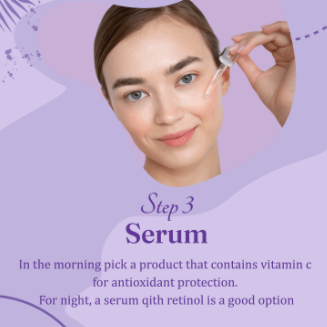 Step 3
Serum
In the morning pick a product that contains vitamin c
for antioxidant protection.
For night, a serum qith retinol is a good option